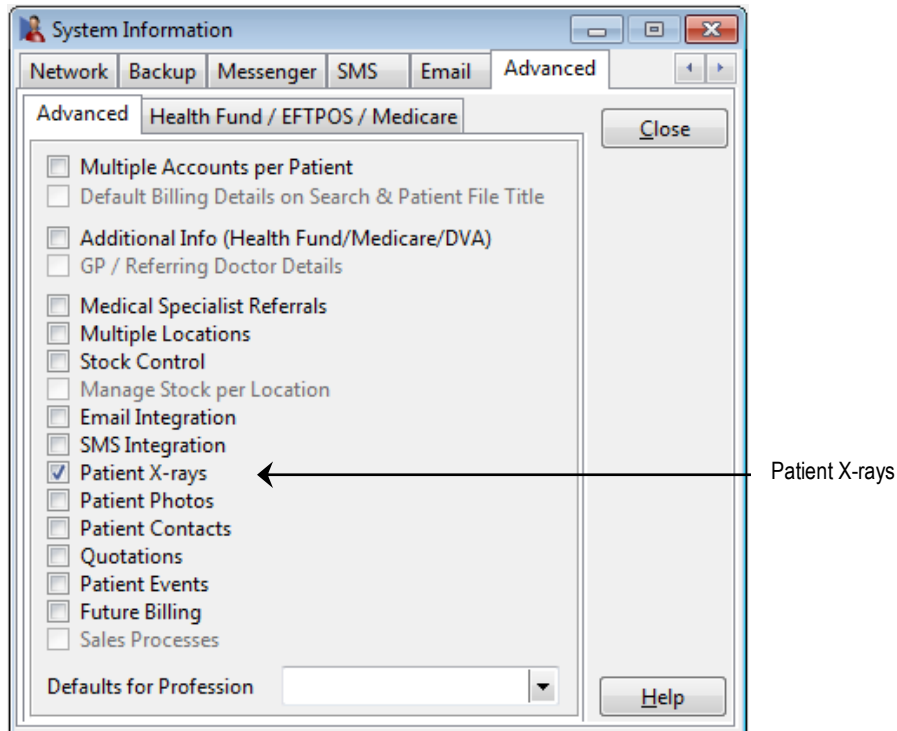 System Information
Network Backup Messenger SMS Email Advanced
Advanced Health Fund / EFTPOS / Medicare
Close
Multiple Accounts per Patient
Default Billing Details on Search & Patient File Title
Additional Info (Health Fund/Medicare/DVA)
GP / Referring Doctor Details
Medical Specialist Referrals
Multiple Locations
Stock Control
Manage Stock per Location
Email Integration
SMS Integration
Patient X-rays Patient X-rays
Patient Photos
Patient Contacts
Quotations
Patient Events
Future Billing
Sales Processes
Defaults for Profession
Help